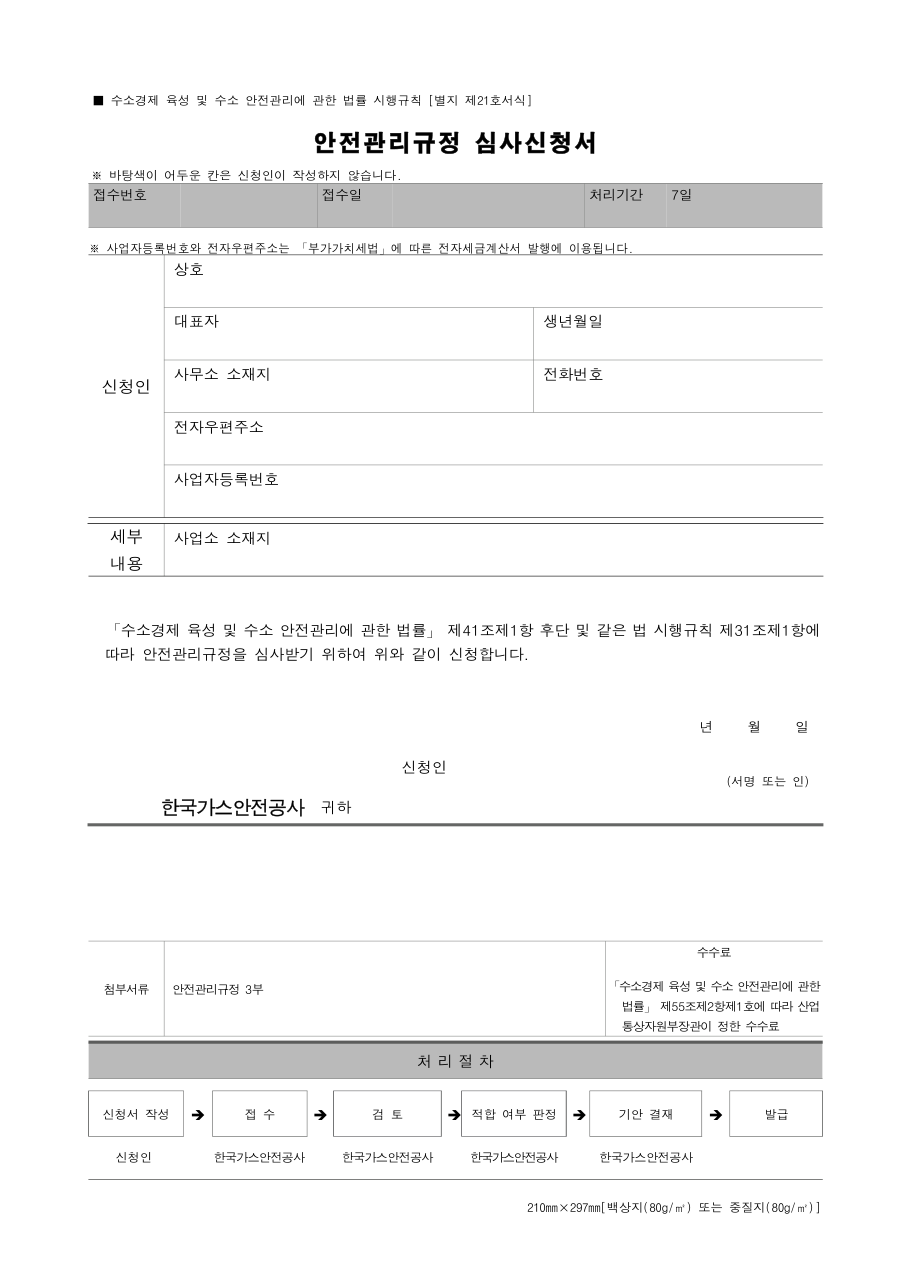 ■ 수소경제 육성 및 수소 안전관리에 관한 법률 시행규칙 [별지 제21호서식]
안전관리규정 심사신청서
※ 바탕색이 어두운 칸은 신청인이 작성하지 않습니다.
접수번호 접수일 처리기간 7일
※ 사업자등록번호와 전자우편주소는 「부가가치세법」에 따른 전자세금계산서 발행에 이용됩니다.
상호
대표자 생년월일
신청인
사무소 소재지 전화번호
전자우편주소
사업자등록번호
세부
내용
사업소 소재지
「수소경제 육성 및 수소 안전관리에 관한 법률」 제41조제1항 후단 및 같은 법 시행규칙 제31조제1항에
따라 안전관리규정을 심사받기 위하여 위와 같이 신청합니다.
년 월 일
신청인
(서명 또는 인)
한국가스안전공사 귀하
첨부서류
안전관리규정 3부
수수료
「수소경제 육성 및 수소 안전관리에 관한
법률」 제55조제2항제1호에 따라 산업
통상자원부장관이 정한 수수료
처리절차
신청서 작성 ➔ 접 수 ➔ 검 토 ➔ 적합 여부 판정 ➔ 기안 결재 ➔ 발급
신청인 한국가스안전공사 한국가스안전공사 한국가스안전공사 한국가스안전공사
210㎜×297㎜[백상지(80g/㎡) 또는 중질지(80g/㎡)]